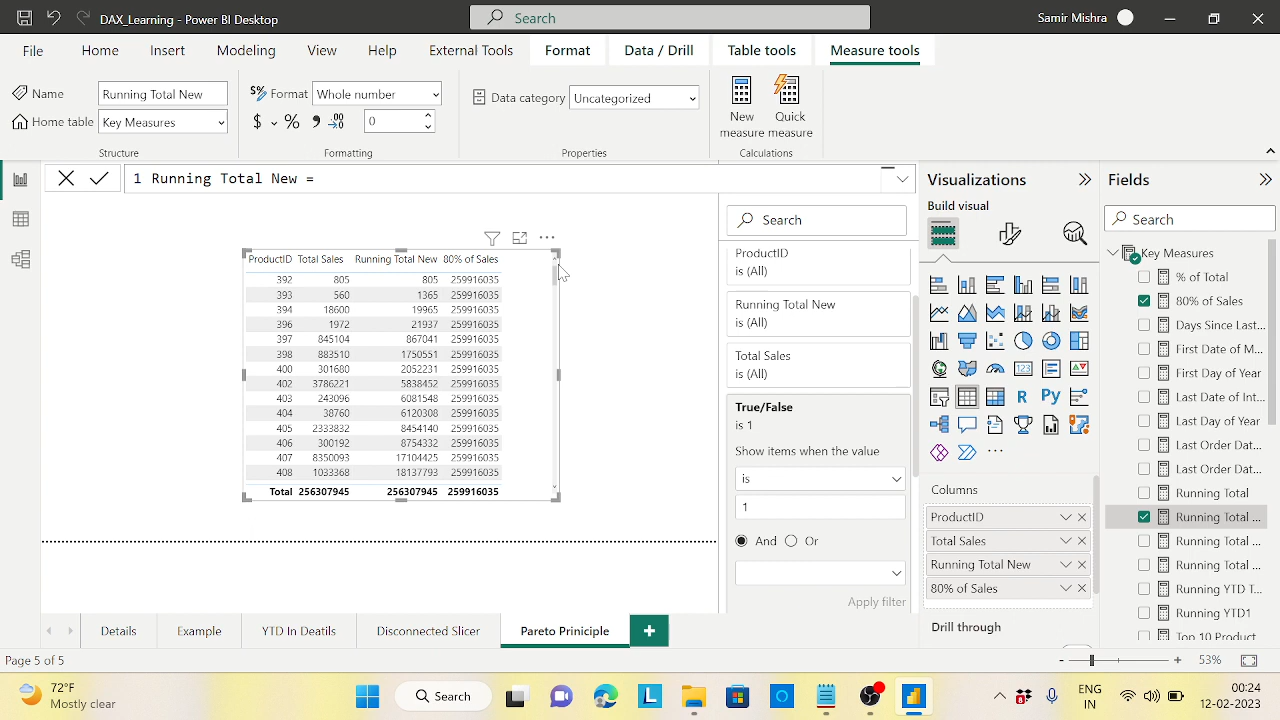 DAX_Learning - Power BI Desktop
Search
Samir Mishra
File
Home
Insert
Modeling
View
Help
External Tools
Format
Data / Drill
Table tools
Measure tools
Name
Running Total New
Home table
Key Measures
Structure
Format
Whole number
$
%
0
Formatting
Data category
Uncategorized
Properties
New measure
Quick measure
Calculations
1 Running Total New =
ProductID Total Sales Running Total New 80% of Sales
392 805 805 259916035
393 560 1365 259916035
394 18600 19965 259916035
396 1972 21937 259916035
397 845104 867041 259916035
398 883510 1750551 259916035
400 301680 2052231 259916035
402 3786221 5838452 259916035
403 243096 6081548 259916035
404 38760 6120308 259916035
405 2333832 8454140 259916035
406 300192 8754332 259916035
407 8350093 17104425 259916035
408 1033368 18137793 259916035
Total 256307945 256307945 259916035
Search
ProductID
is (All)
Running Total New
is (All)
Total Sales
is (All)
True/False
is 1
Show items when the value
is
1
And Or
Apply filter
Visualizations
Build visual
R Py
Columns
ProductID
Total Sales
Running Total New
80% of Sales
Drill through
Fields
Search
Key Measures
% of Total
80% of Sales
Days Since Last...
First Date of M...
First Day of Year
Last Date of Int...
Last Day of Year
Last Order Dat...
Last Order Dat...
Running Total
Running Total ...
Running Total ...
Running Total ...
Running YTD T...
Running YTD1
Top 10 Product
Details
Example
YTD In Deatils
Disconnected Slicer
Pareto Priniciple
Page 5 of 5
53%
72°F
Mostly clear
Search
ENG
IN
00:24
12-02-2023